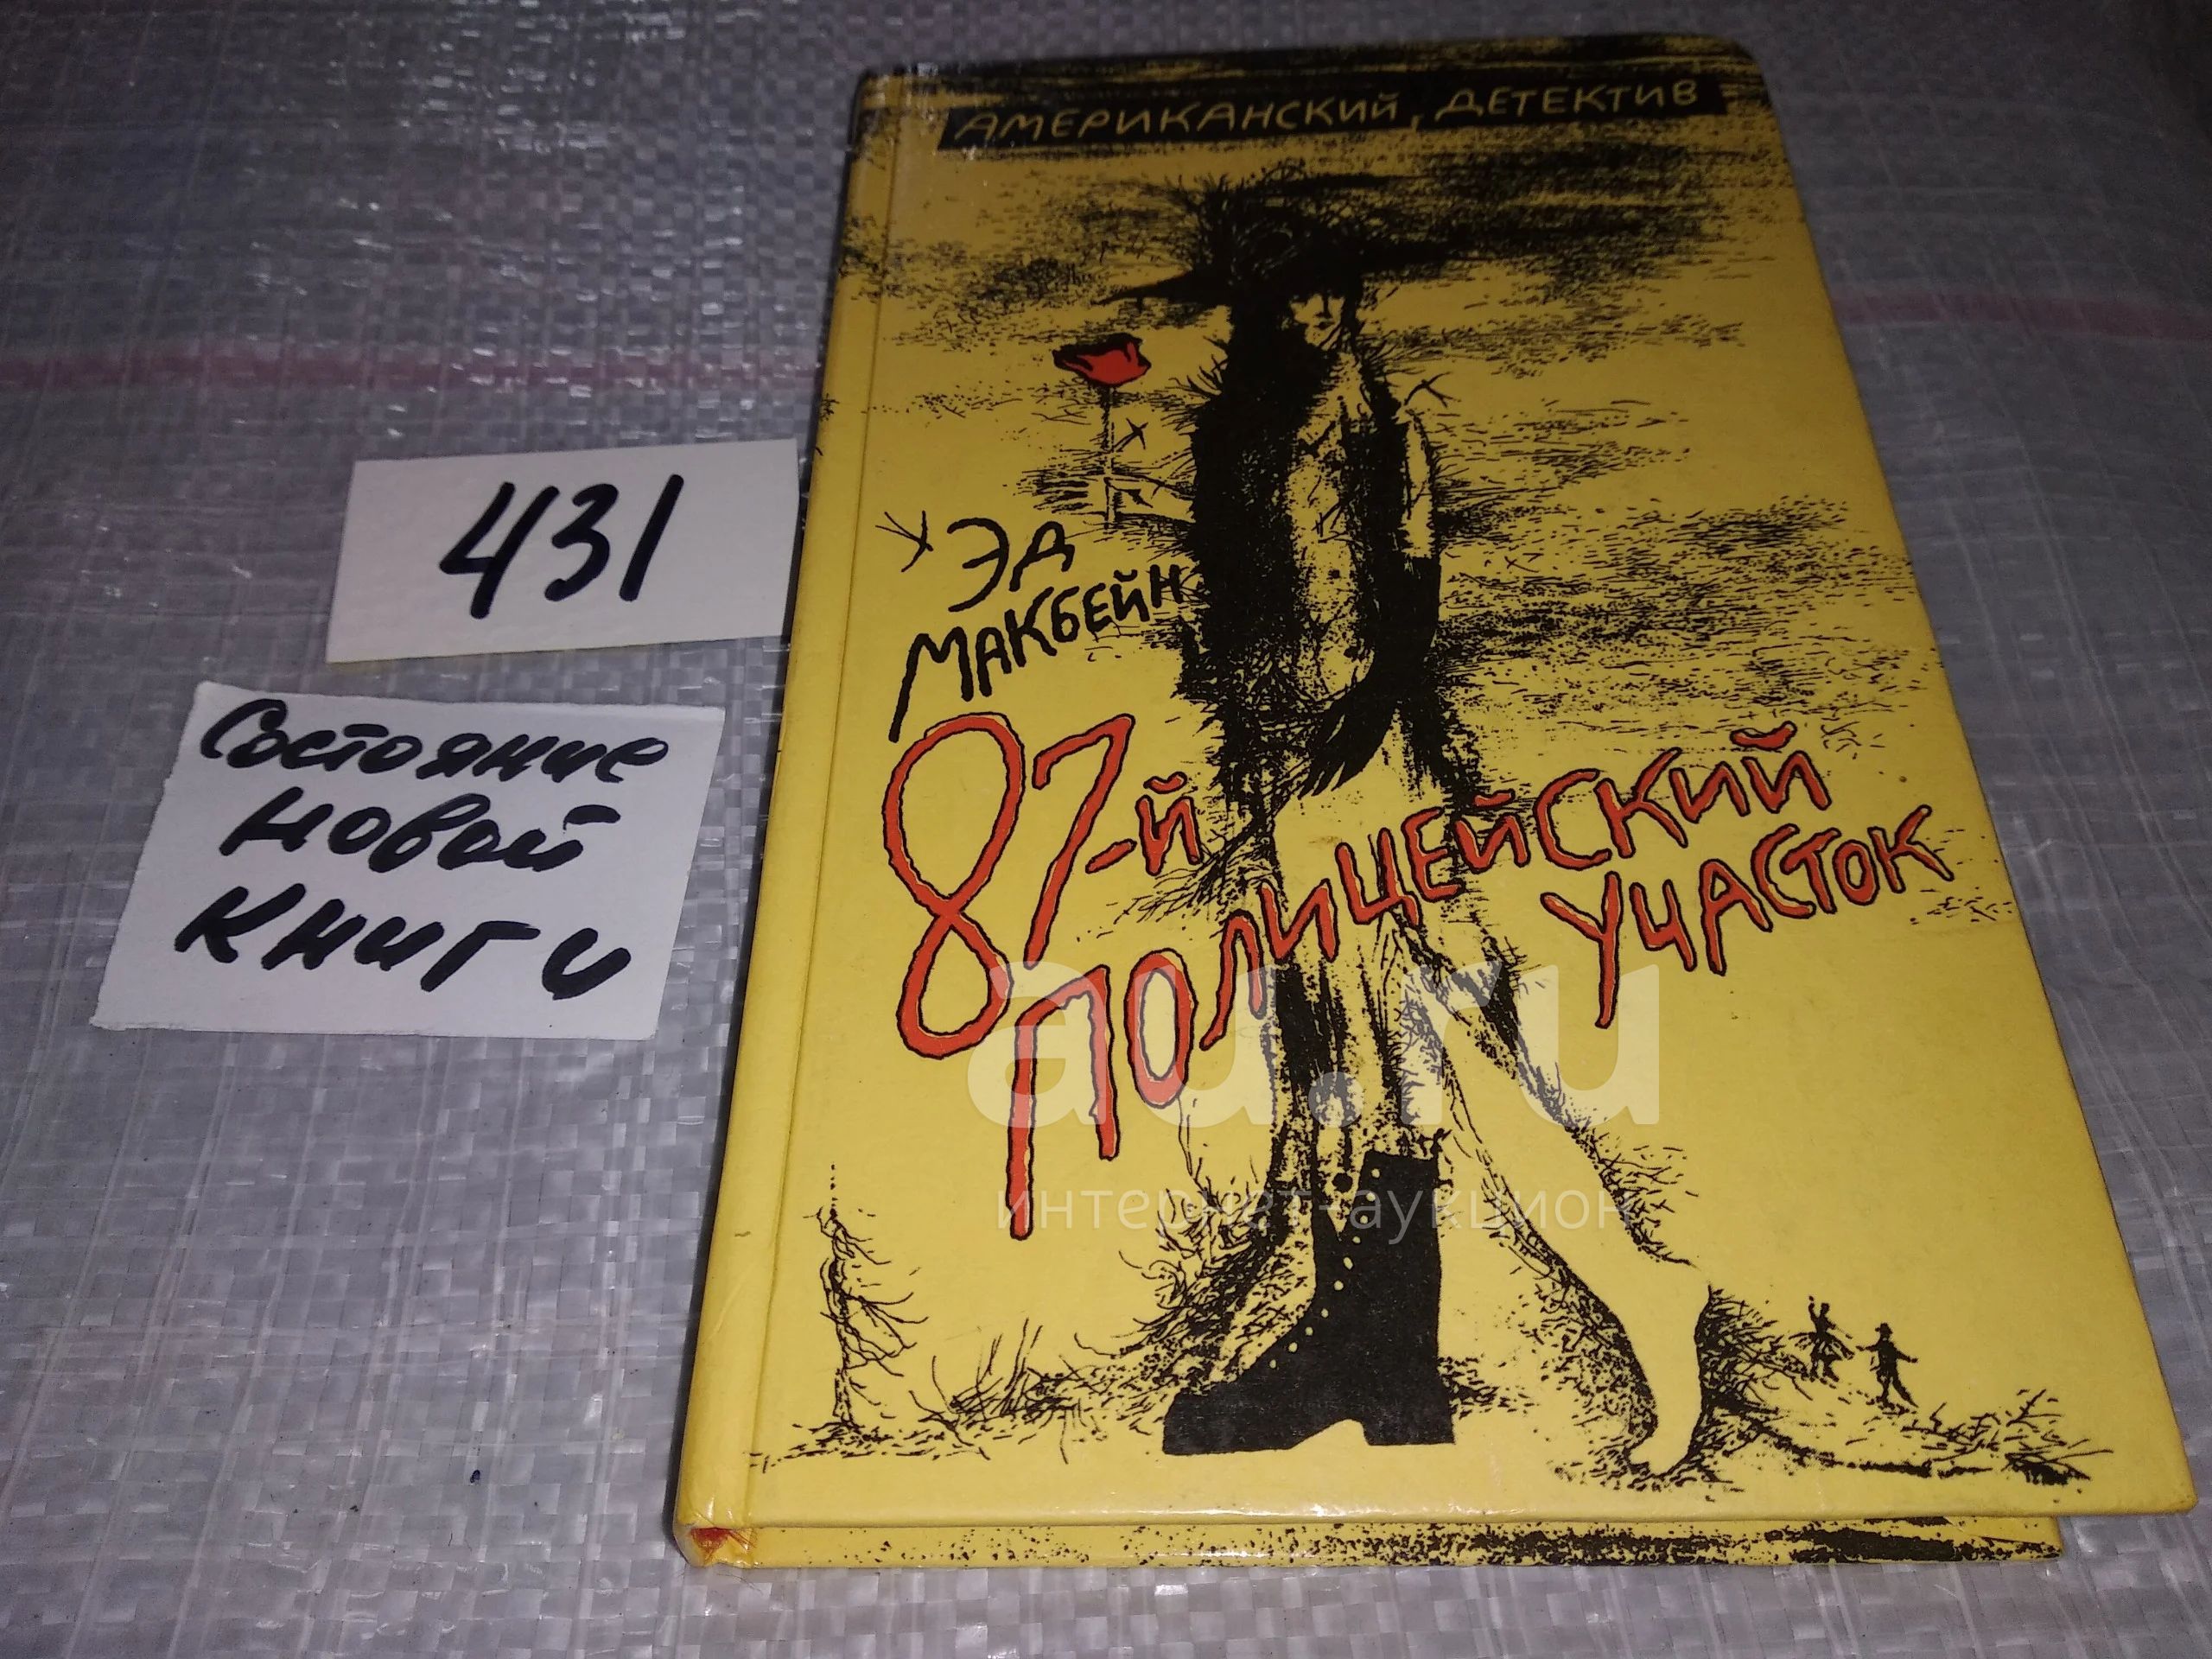 Американский детектив
431
Состояние
новой
книги
Эд
Макбейн
87-й
полицейский
участок
au.ru
интернет-аукцион